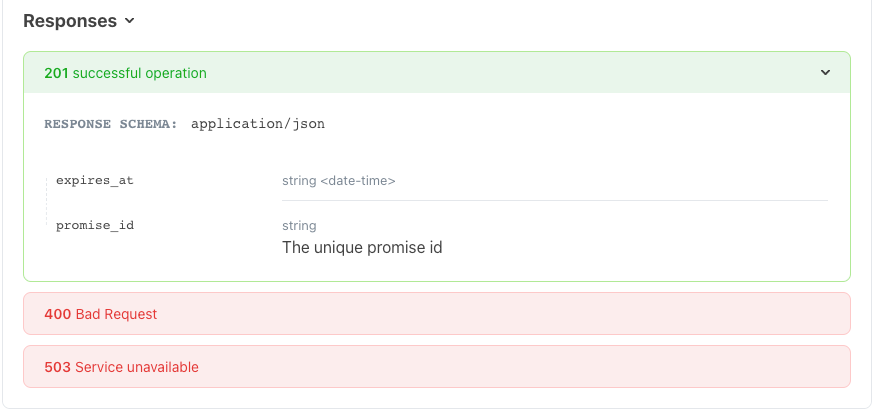 Responses
201 successful operation
RESPONSE SCHEMA: application/json
expires_at string <date-time>
promise_id string
The unique promise id
400 Bad Request
503 Service unavailable